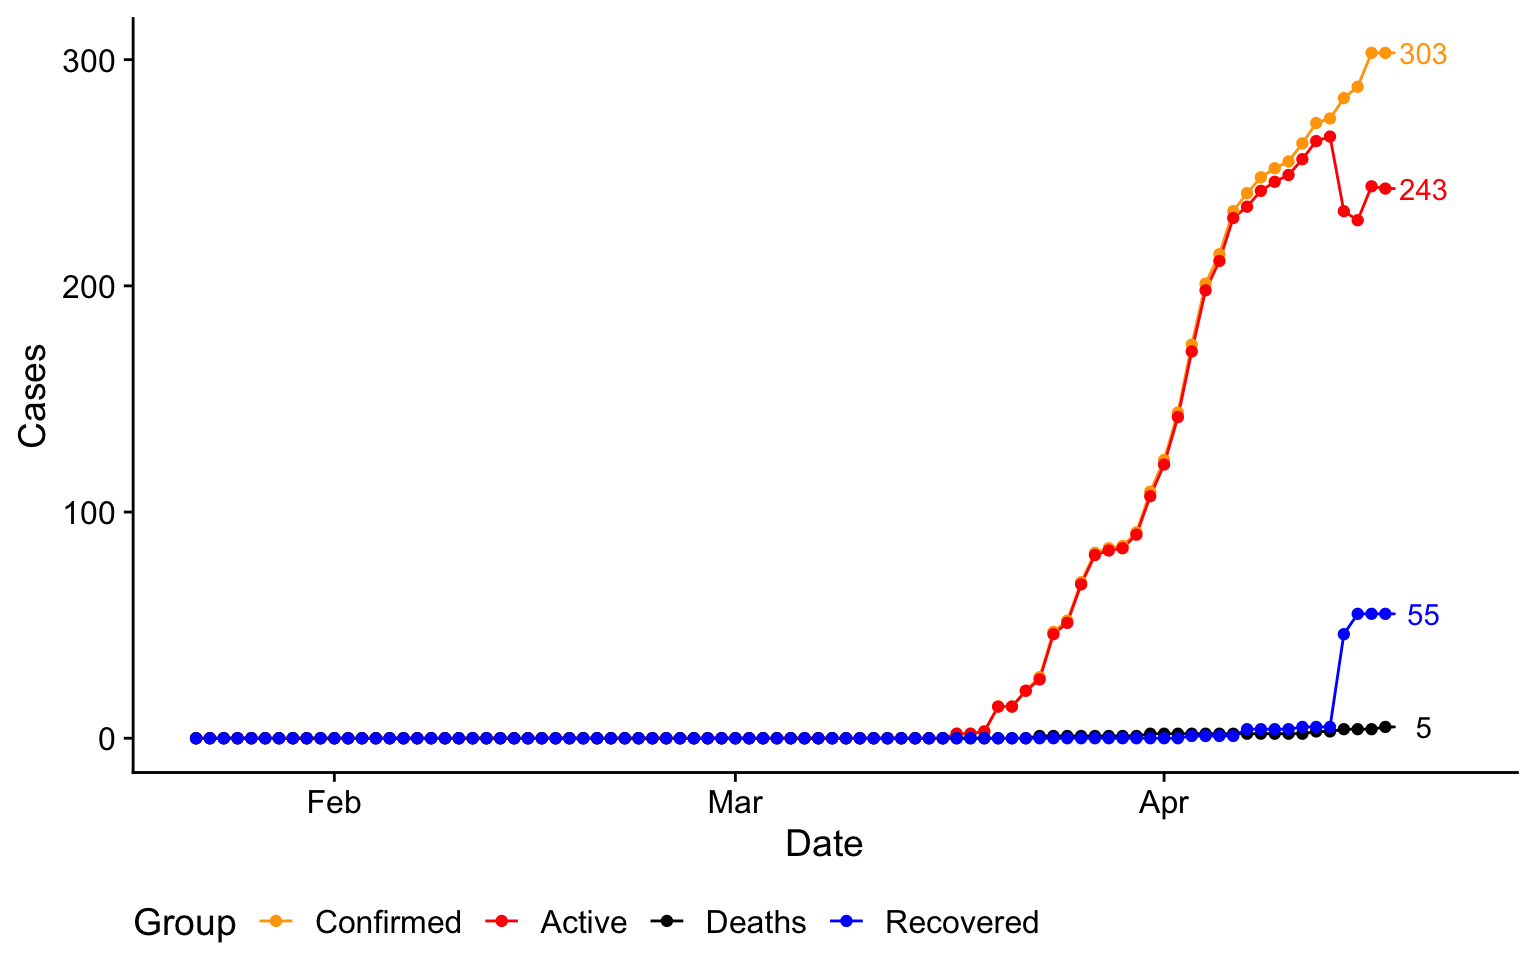 300
200
100
0
Cases
303
243
55
5
Feb Mar Apr
Date
Group Confirmed Active Deaths Recovered